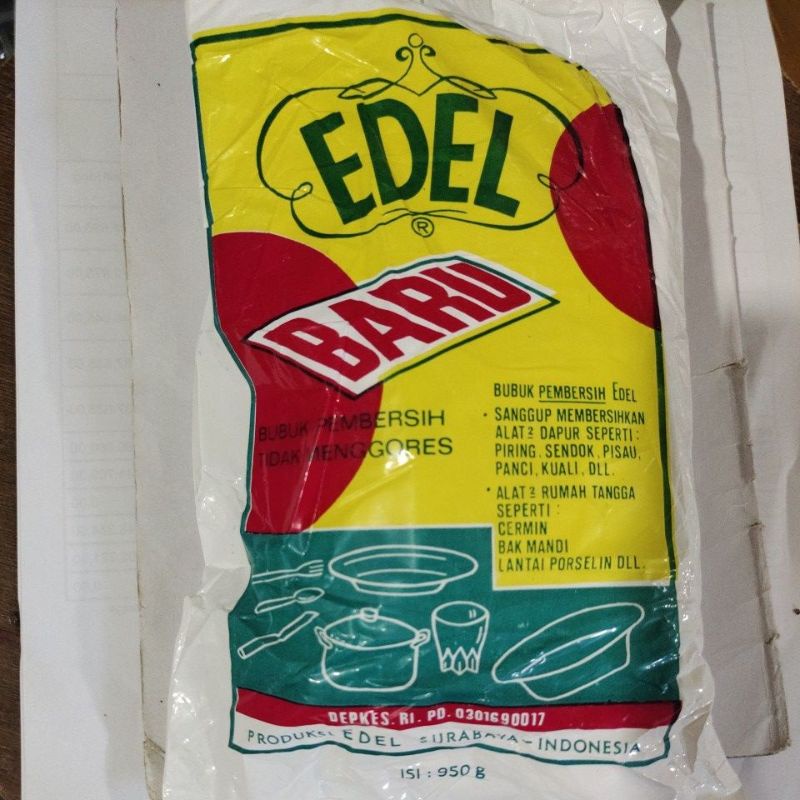 EDEL
®
BARU
BUBUK PEMBERSIH
TIDAK MENGGORES
BUBUK PEMBERSIH EDEL
• SANGGUP MEMBERSIHKAN
ALAT² DAPUR SEPERTI :
PIRING, SENDOK, PISAU,
PANCI, KUALI, DLL.
• ALAT² RUMAH TANGGA
SEPERTI :
CERMIN
BAK MANDI
LANTAI PORSELIN DLL.
DEPKES. RI. PD. 0301690017
PRODUKSI EDEL SURABAYA - INDONESIA
ISI : 950 g